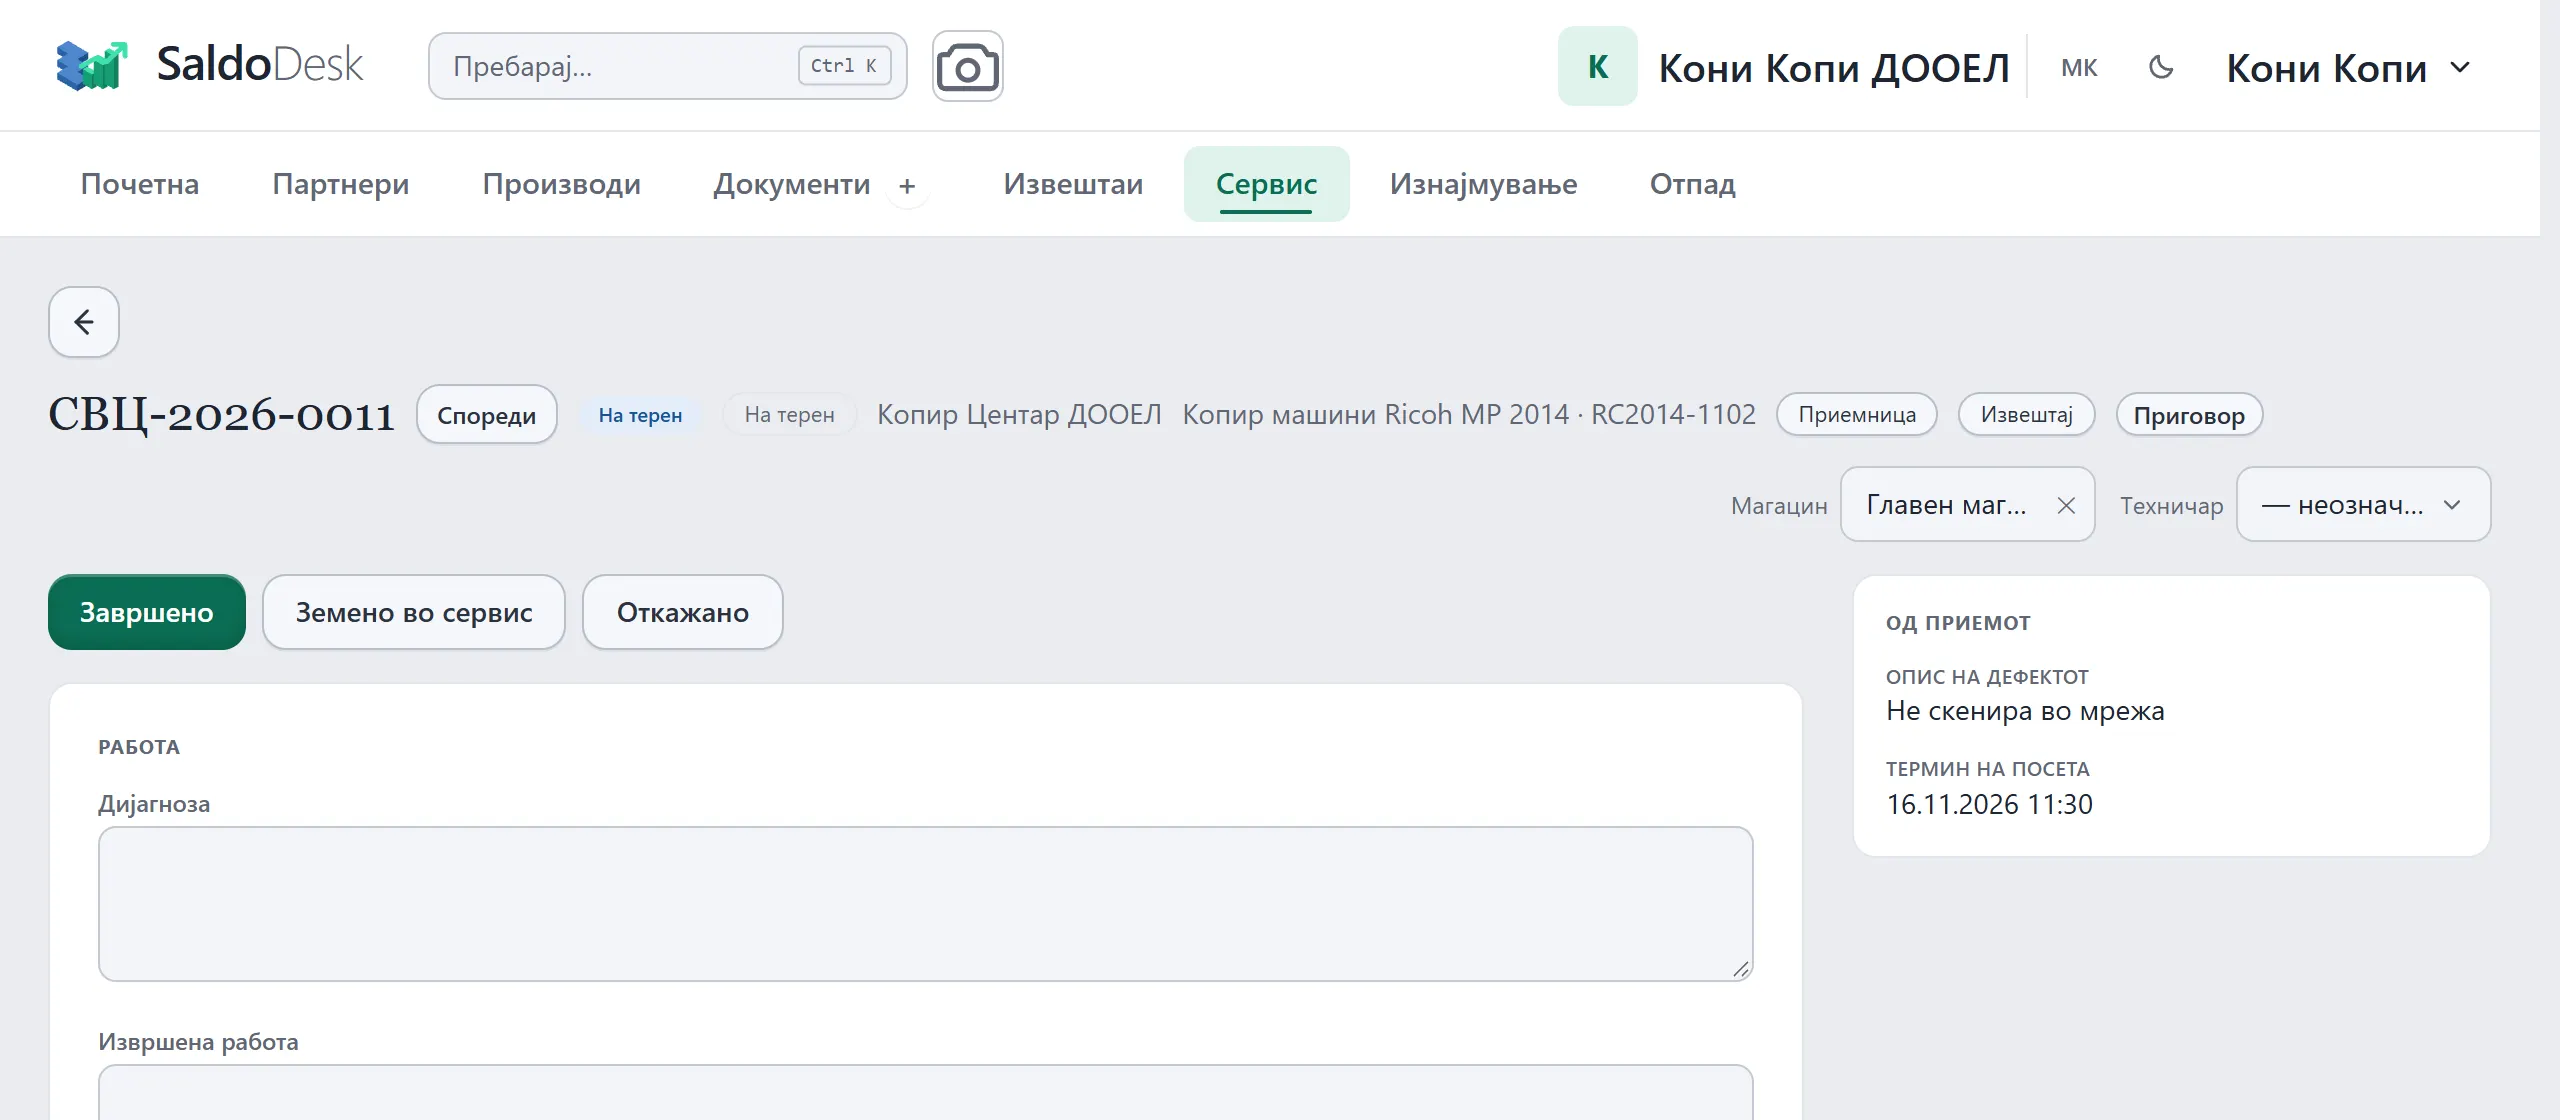 SaldoDesk
Пребарај... Ctrl K
К Кони Копи ДООЕЛ МК Кони Копи
Почетна Партнери Производи Документи + Извештаи Сервис Изнајмување Отпад
СВЦ-2026-0011 Спореди На терен На терен Копир Центар ДООЕЛ Копир машини Ricoh MP 2014 · RC2014-1102 Приемница Извештај Приговор
Магацин Главен маг... Техничар — неознач...
Завршено Земено во сервис Откажано
РАБОТА
Дијагноза
Извршена работа
ОД ПРИЕМОТ
ОПИС НА ДЕФЕКТОТ
Не скенира во мрежа
ТЕРМИН НА ПОСЕТА
16.11.2026 11:30